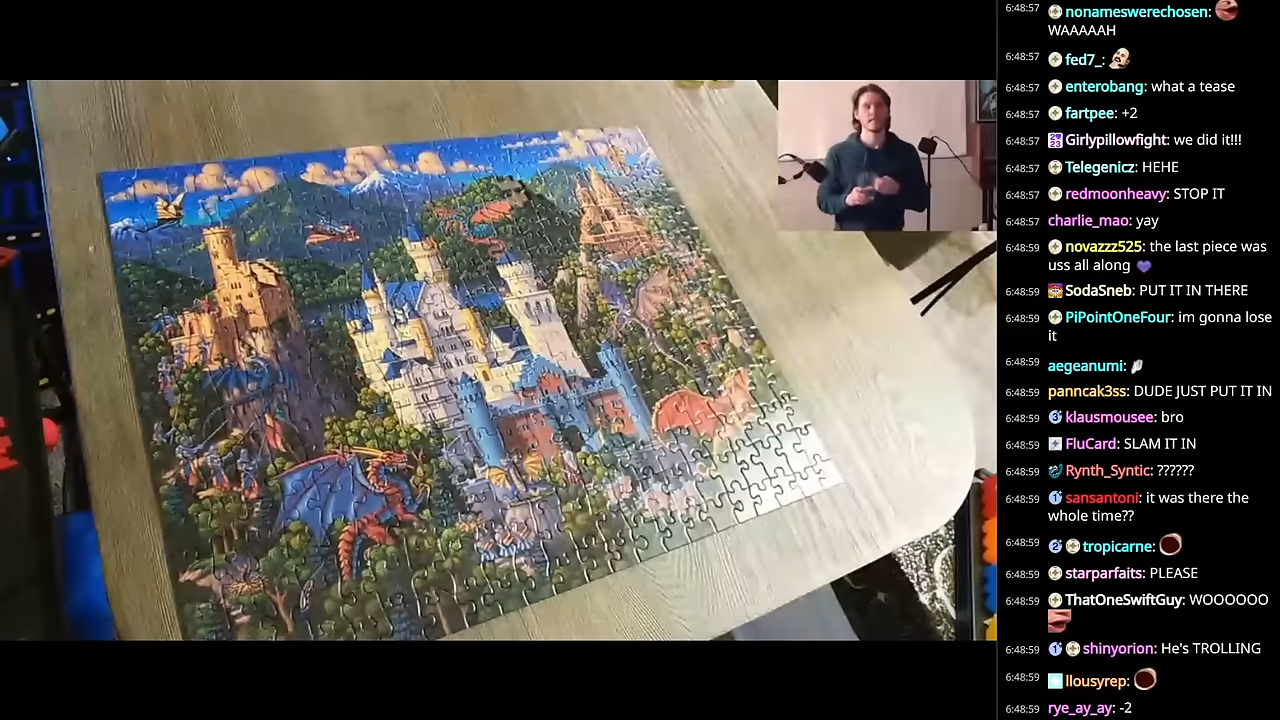 6:48:57 nonameswerechosen:
WAAAAAH
6:48:57 fed7_:
6:48:57 enterobang: what a tease
6:48:57 fartpee: +2
6:48:57 Girlypillowfight: we did it!!!
6:48:57 Telegenicz: HEHE
6:48:57 redmoonheavy: STOP IT
6:48:57 charlie_mao: yay
6:48:59 novazzz525: the last piece was
uss all along
6:48:59 SodaSneb: PUT IT IN THERE
6:48:59 PiPointOneFour: im gonna lose
it
6:48:59 aegeanumi:
6:48:59 panncak3ss: DUDE JUST PUT IT IN
6:48:59 klausmousee: bro
6:48:59 FluCard: SLAM IT IN
6:48:59 Rynth_Syntic: ??????
6:48:59 sansantoni: it was there the
whole time??
6:48:59 tropicarne:
6:48:59 starparfaits: PLEASE
6:48:59 ThatOneSwiftGuy: WOOOOOO
6:48:59 shinyorion: He's TROLLING
6:48:59 llousyrep:
6:48:59 rye_ay_ay: -2